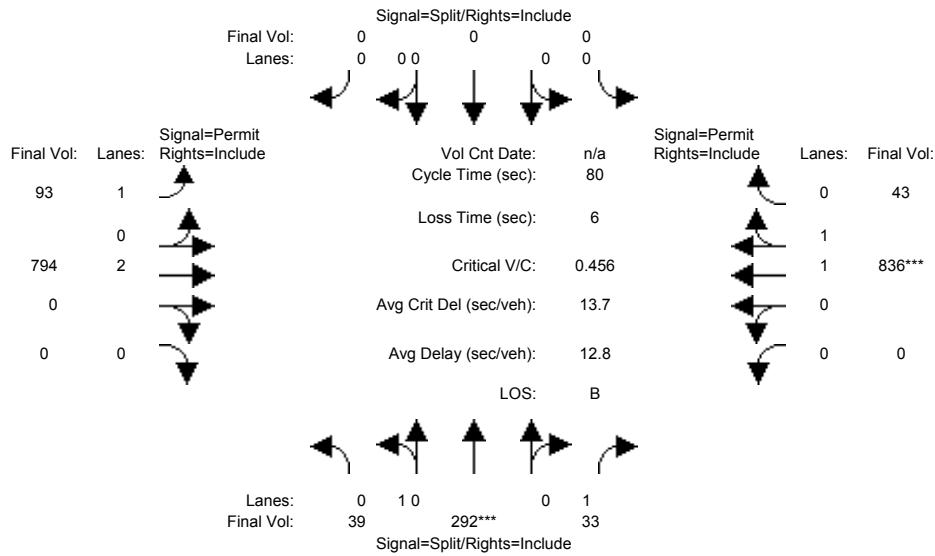 Signal=Split/Rights=Include
Final Vol: 0 0 0
Lanes: 0 0 0 0 0
Signal=Permit Signal=Permit
Final Vol: Lanes: Rights=Include Vol Cnt Date: n/a Rights=Include Lanes: Final Vol:
Cycle Time (sec): 80
93 1 0 43
Loss Time (sec): 6
0 1
794 2 Critical V/C: 0.456 1 836***
0 Avg Crit Del (sec/veh): 13.7 0
0 0 Avg Delay (sec/veh): 12.8 0 0
LOS: B
Lanes: 0 1 0 0 1
Final Vol: 39 292*** 33
Signal=Split/Rights=Include